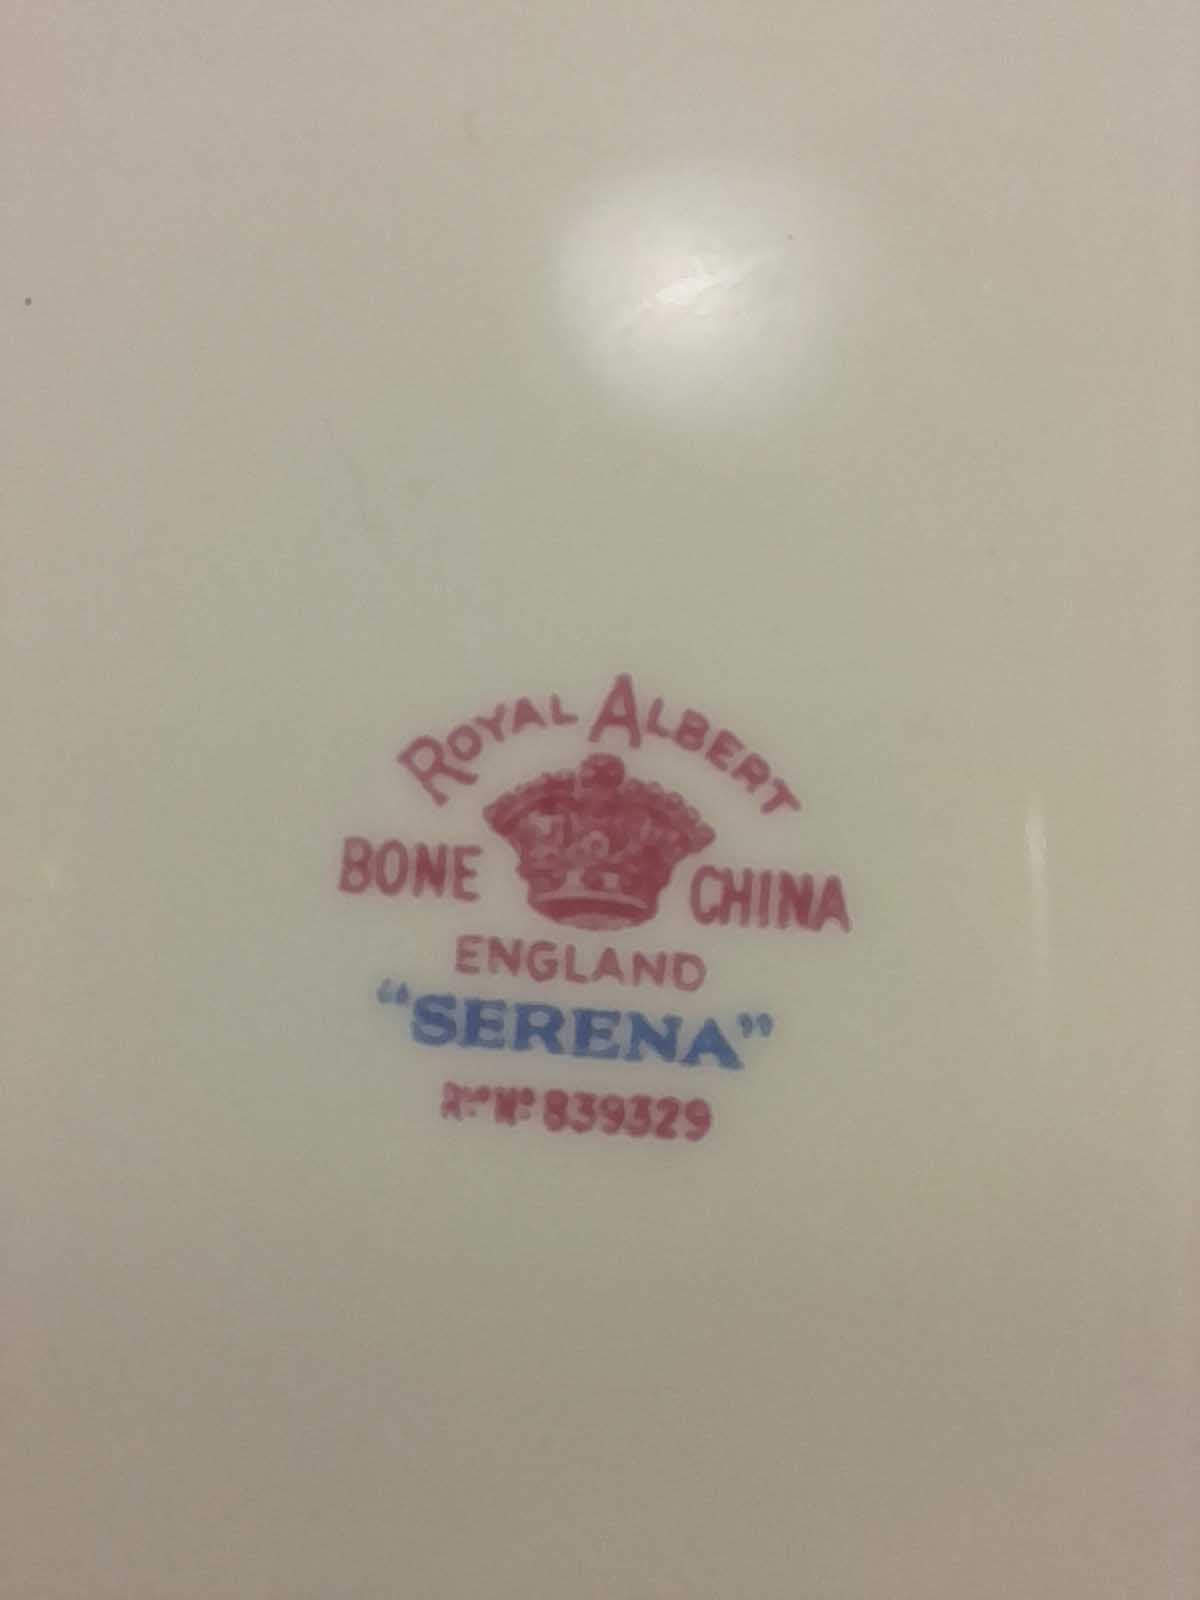 ROYAL ALBERT
BONE CHINA
ENGLAND
“SERENA”
Rᴰ Nº 839329